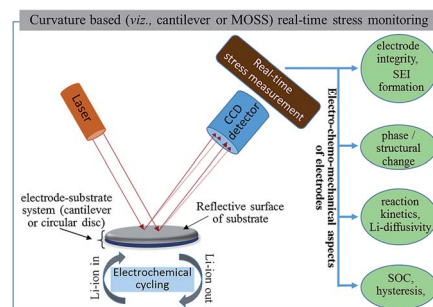 Curvature based (viz., cantilever or MOSS) real-time stress monitoring
Laser
CCD
detector
Real-time
stress measurement
Electro-chemo-mechanical aspects
of electrodes
electrode
integrity,
SEI
formation
phase /
structural
change
reaction
kinetics,
Li-diffusivity,
SOC,
hysteresis,
electrode-substrate
system (cantilever
or circular disc)
Reflective surface
of substrate
Li-ion in
Electrochemical
cycling
Li-ion out